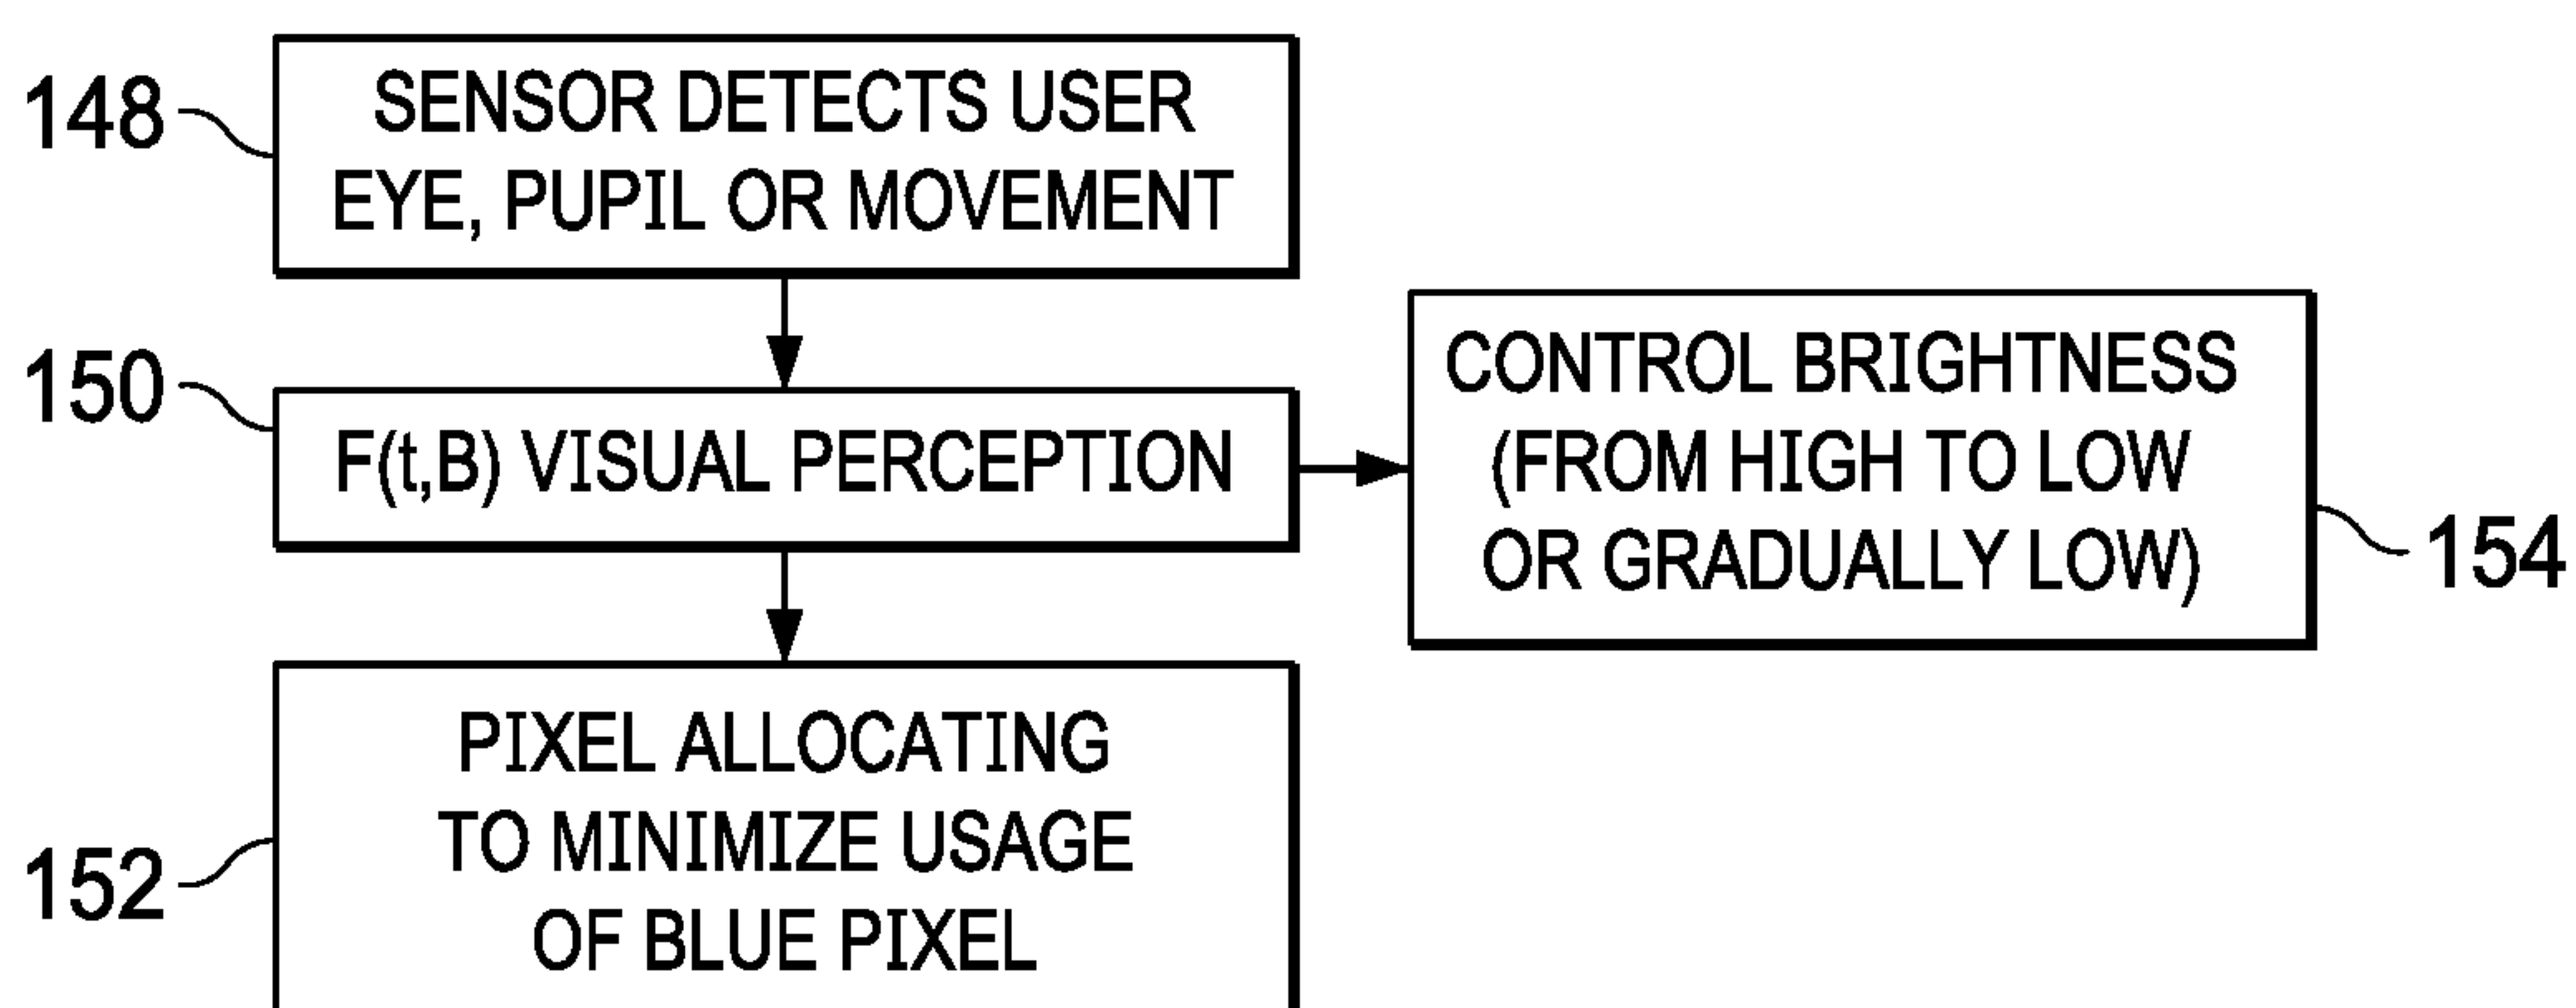 148
SENSOR DETECTS USER
EYE, PUPIL OR MOVEMENT
150
F(t,B) VISUAL PERCEPTION
CONTROL BRIGHTNESS
(FROM HIGH TO LOW
OR GRADUALLY LOW)
154
152
PIXEL ALLOCATING
TO MINIMIZE USAGE
OF BLUE PIXEL